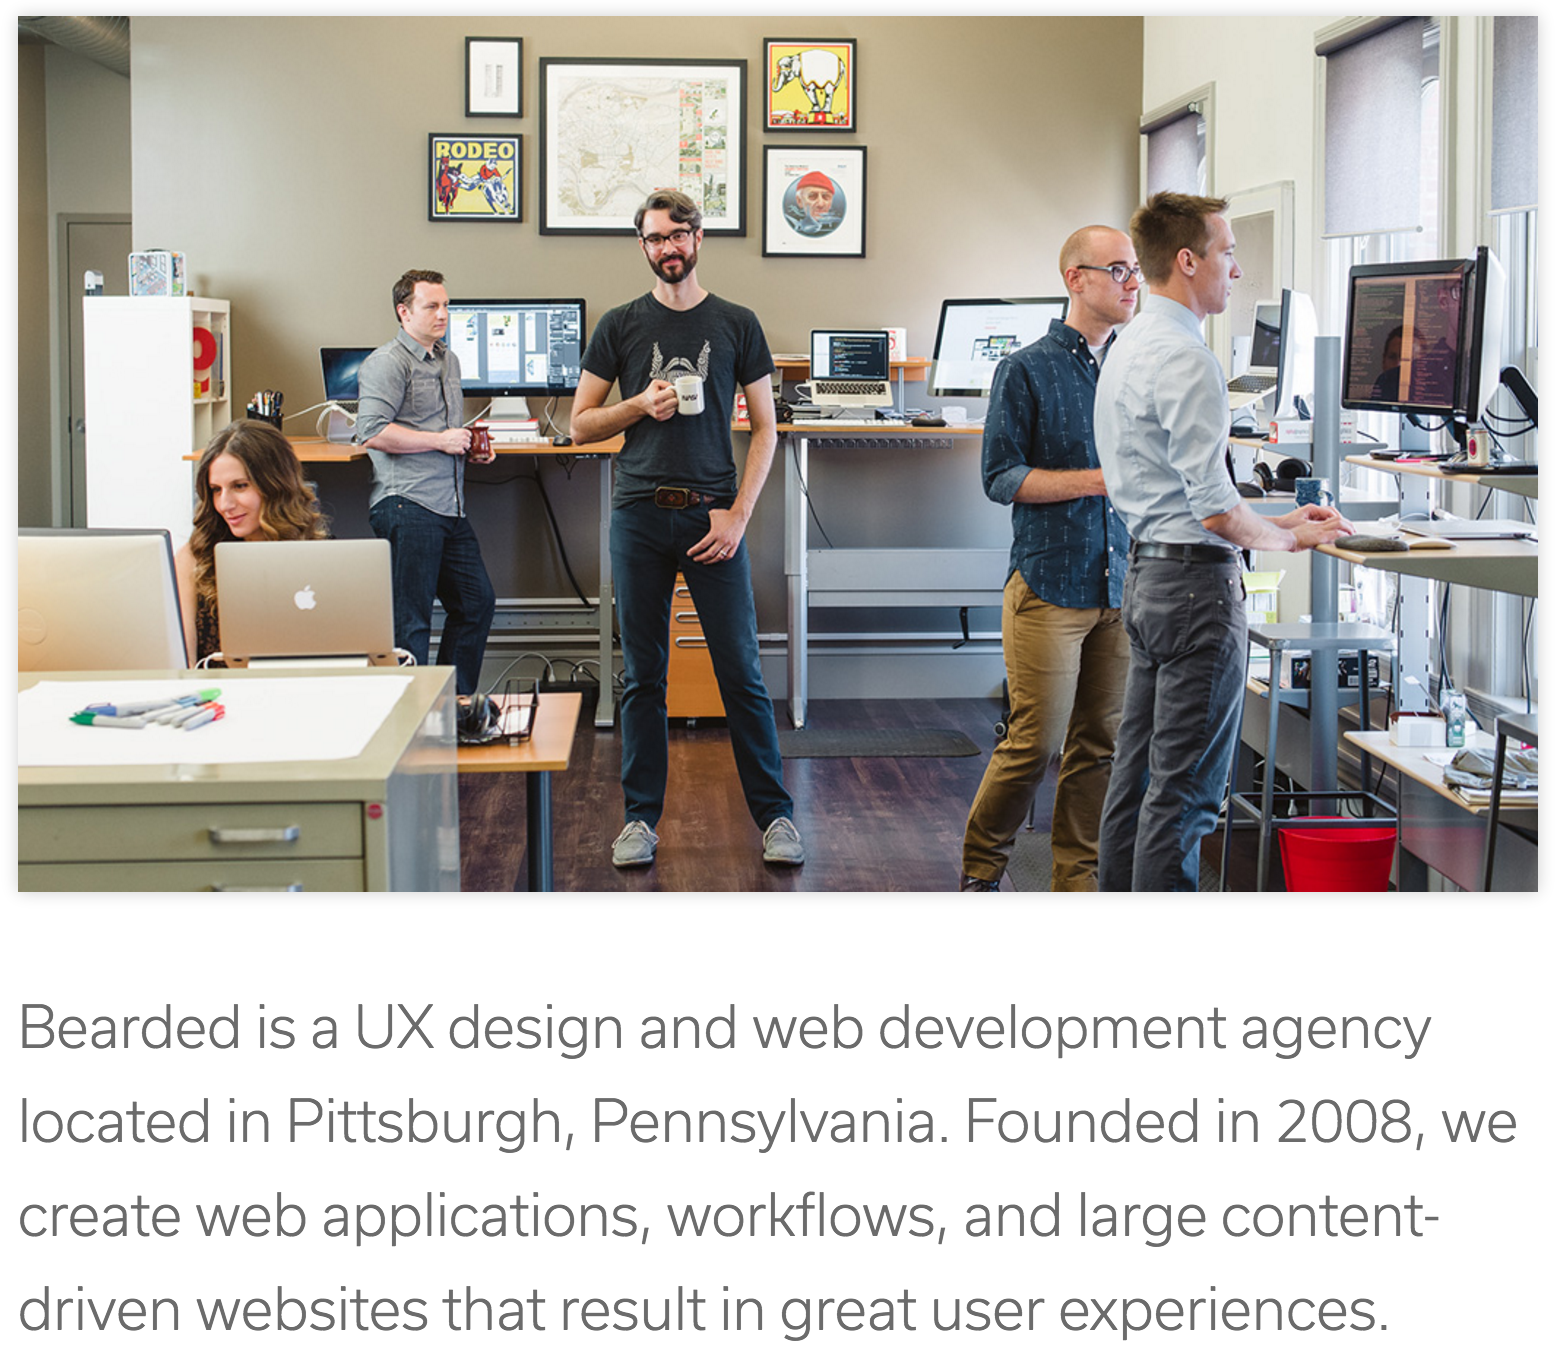 RODEO
Bearded is a UX design and web development agency
located in Pittsburgh, Pennsylvania. Founded in 2008, we
create web applications, workflows, and large content-
driven websites that result in great user experiences.